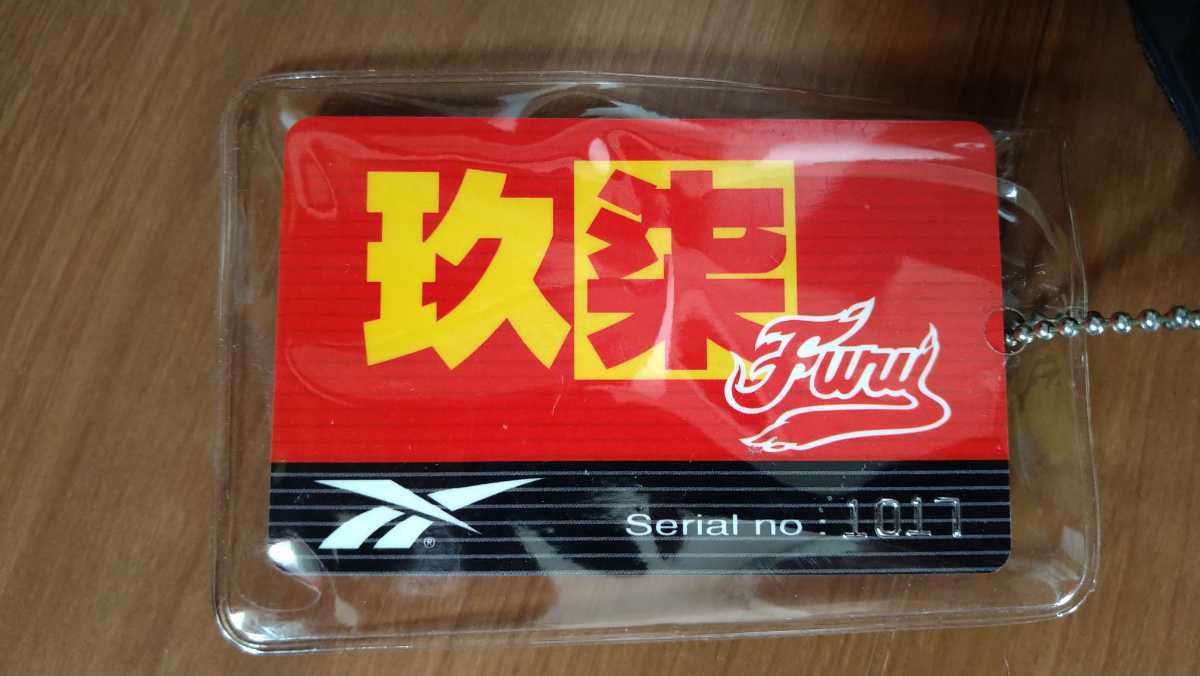 玖柒
Fury
®
Serial no : 1017